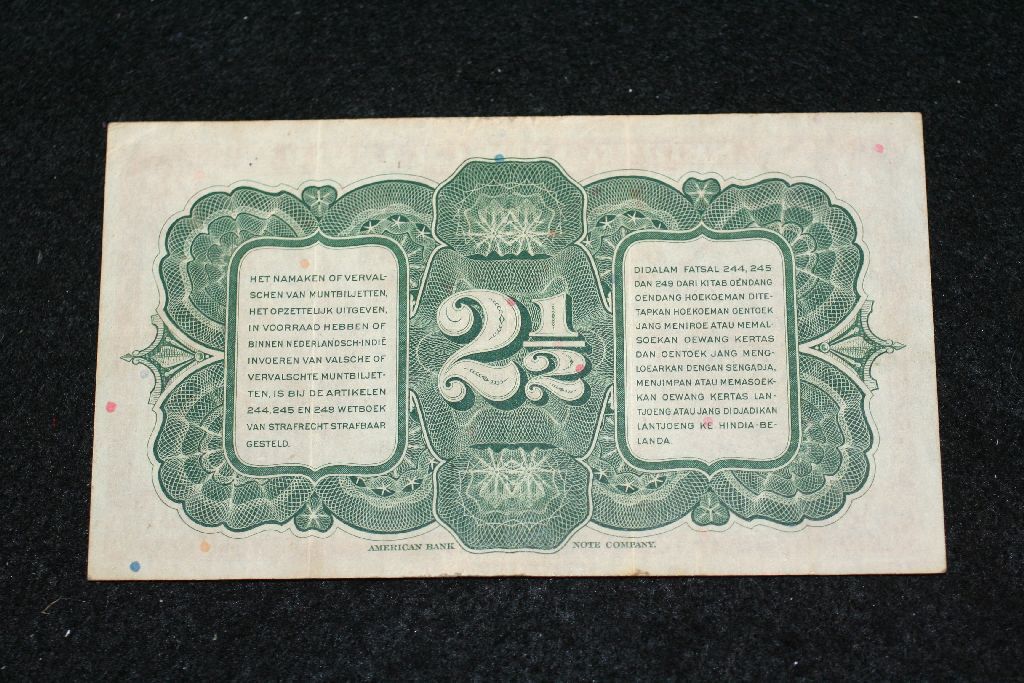 HET NAMAKEN OF VERVAL-
SCHEN VAN MUNTBILJETTEN,
HET OPZETTELIJK UITGEVEN,
IN VOORRAAD HEBBEN OF
BINNEN NEDERLANDSCH-INDIË
INVOEREN VAN VALSCHE OF
VERVALSCHTE MUNTBILJET-
TEN, IS BIJ DE ARTIKELEN
244, 245 EN 249 WETBOEK
VAN STRAFRECHT STRAFBAAR
GESTELD.
2 1/2
DIDALAM FATSAL 244, 245
DAN 249 DARI KITAB OENDANG
OENDANG HOEKOEMAN DITE-
TAPKAN HOEKOEMAN OENTOEK
JANG MENIROE ATAU MEMAL-
SOEKAN OEWANG KERTAS
DAN OENTOEK JANG MENG-
LOEARKAN DENGAN SENGADJA,
MENJIMPAN ATAU MEMASOEK-
KAN OEWANG KERTAS LAN-
TJOENG ATAU JANG DIDJADIKAN
LANTJOENG KE HINDIA-BE-
LANDA.
AMERICAN BANK NOTE COMPANY.